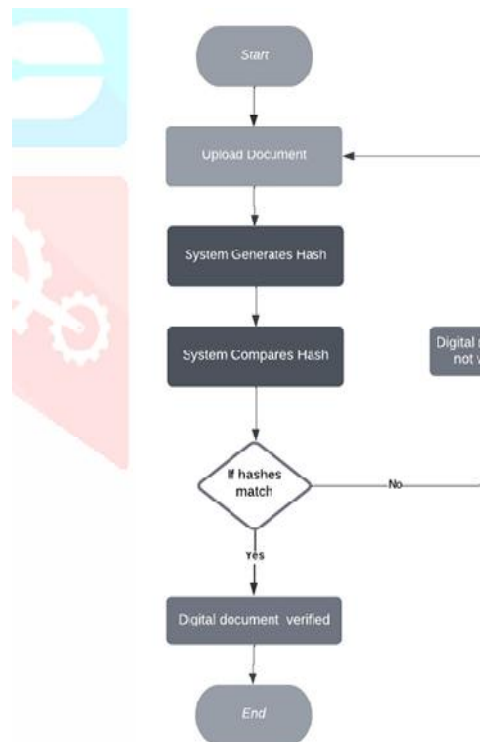 Start
Upload Document
System Generates Hash
System Compares Hash
Digital
not
If hashes
match
No
Yes
Digital document verified
End